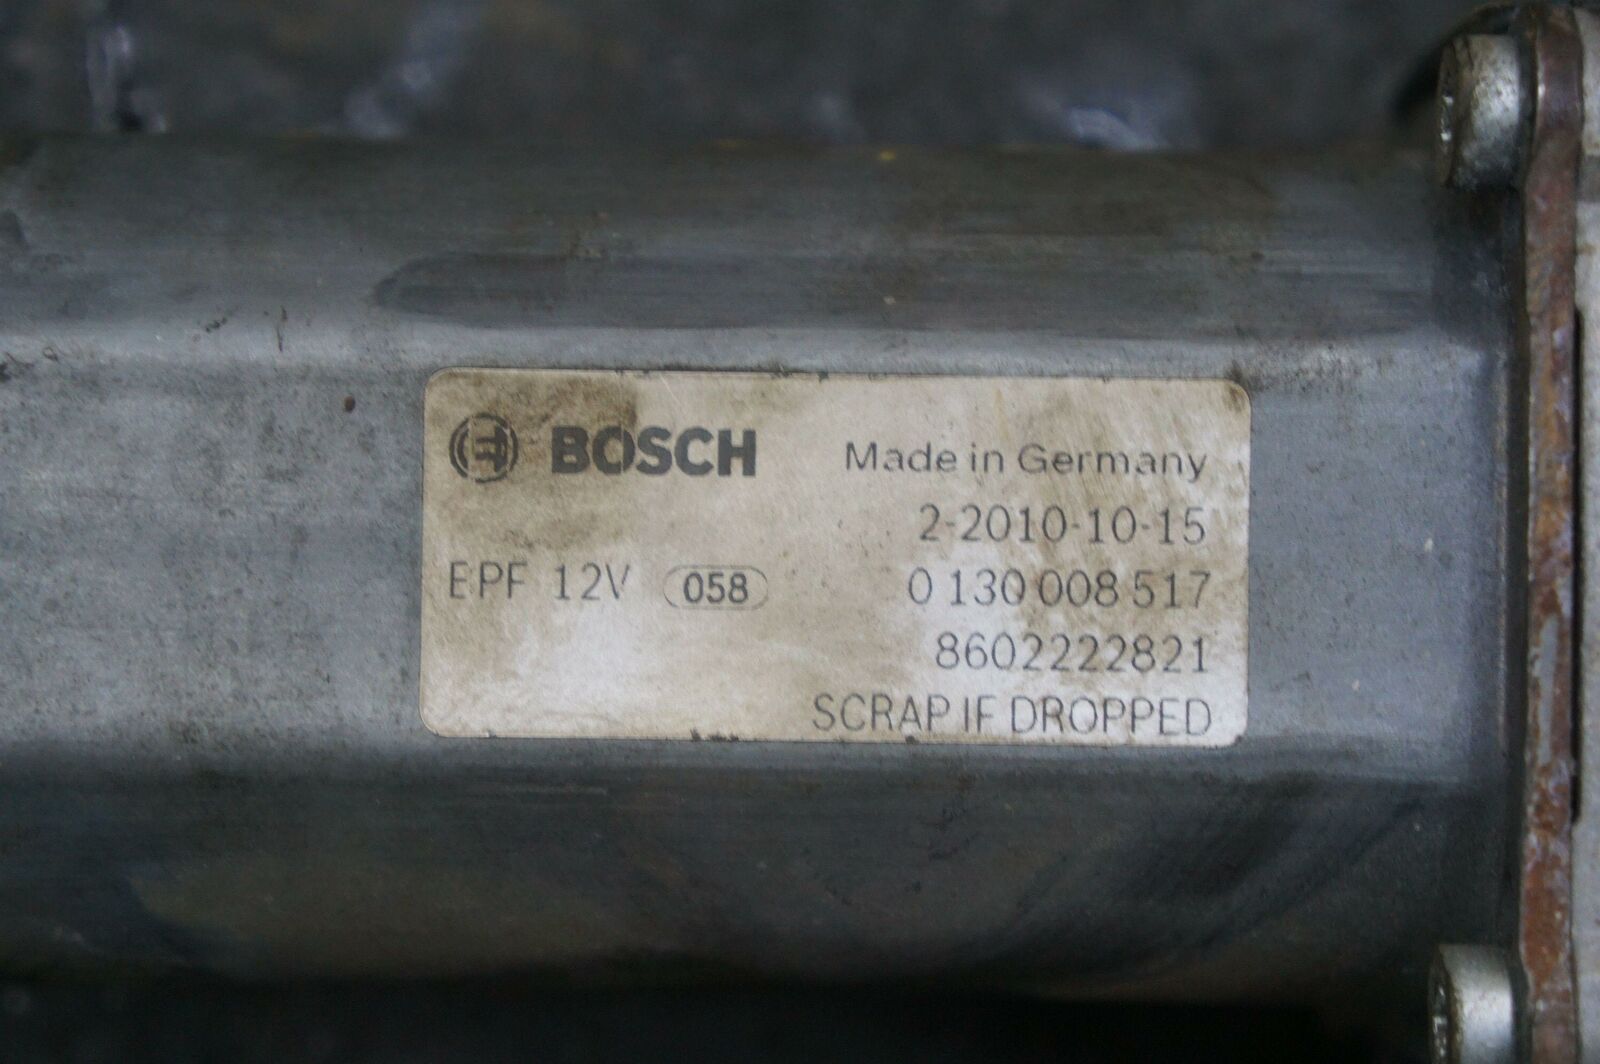 BOSCH Made in Germany
2-2010-10-15
EPF 12V 058 0 130 008 517
8602222821
SCRAP IF DROPPED